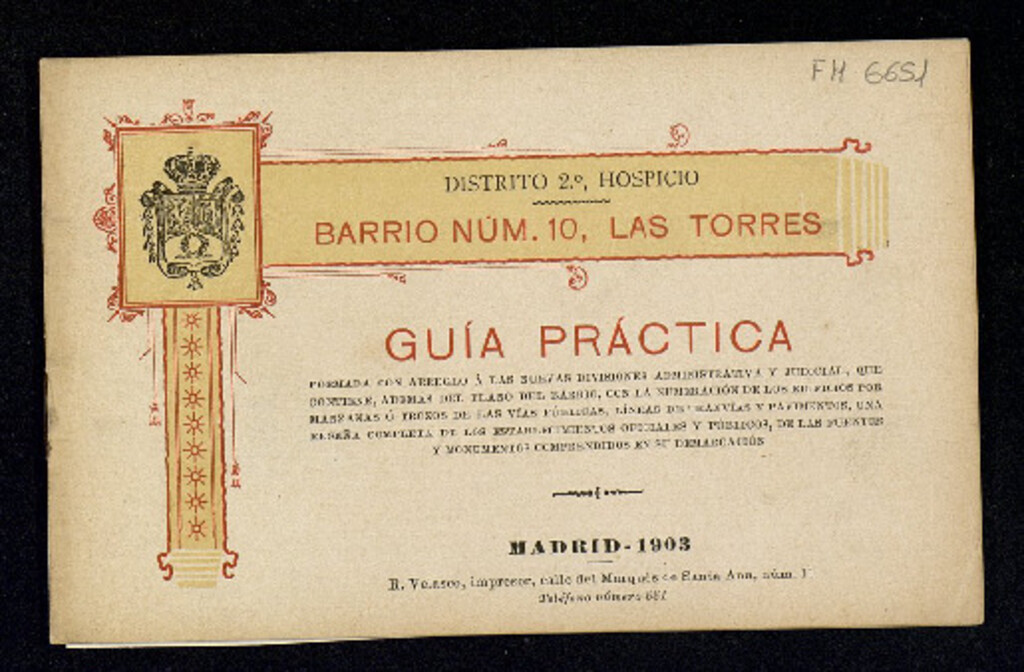 FM 6651
DISTRITO 2.º, HOSPICIO
BARRIO NÚM. 10, LAS TORRES
GUÍA PRÁCTICA
FORMADA CON ARREGLO Á LAS NUEVAS DIVISIONES ADMINISTRATIVA Y JUDICIAL, QUE
CONTIENE, ADEMÁS DEL PLANO DEL BARRIO, CON LA NUMERACIÓN DE LOS EDIFICIOS POR
MANZANAS Ó TROZOS DE LAS VÍAS PÚBLICAS, LÍNEAS DE TRANVÍAS Y PAVIMENTOS, UNA
RESEÑA COMPLETA DE LOS ESTABLECIMIENTOS OFICIALES Y PÚBLICOS, DE LAS FUENTES
Y MONUMENTOS COMPRENDIDOS EN SU DEMARCACIÓN
MADRID-1903
R. Velasco, impresor, calle del Marqués de Santa Ana, núm. 11
Teléfono número 551